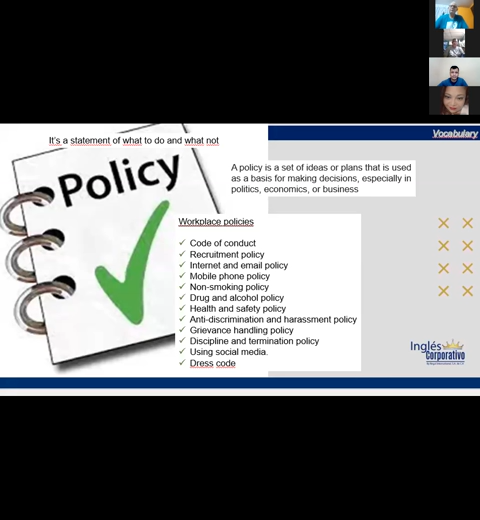 It's a statement of what to do and what not
Vocabulary
Policy
A policy is a set of ideas or plans that is used
as a basis for making decisions, especially in
politics, economics, or business
Workplace policies
Code of conduct
Recruitment policy
Internet and email policy
Mobile phone policy
Non-smoking policy
Drug and alcohol policy
Health and safety policy
Anti-discrimination and harassment policy
Grievance handling policy
Discipline and termination policy
Using social media.
Dress code
Inglés
Corporativo